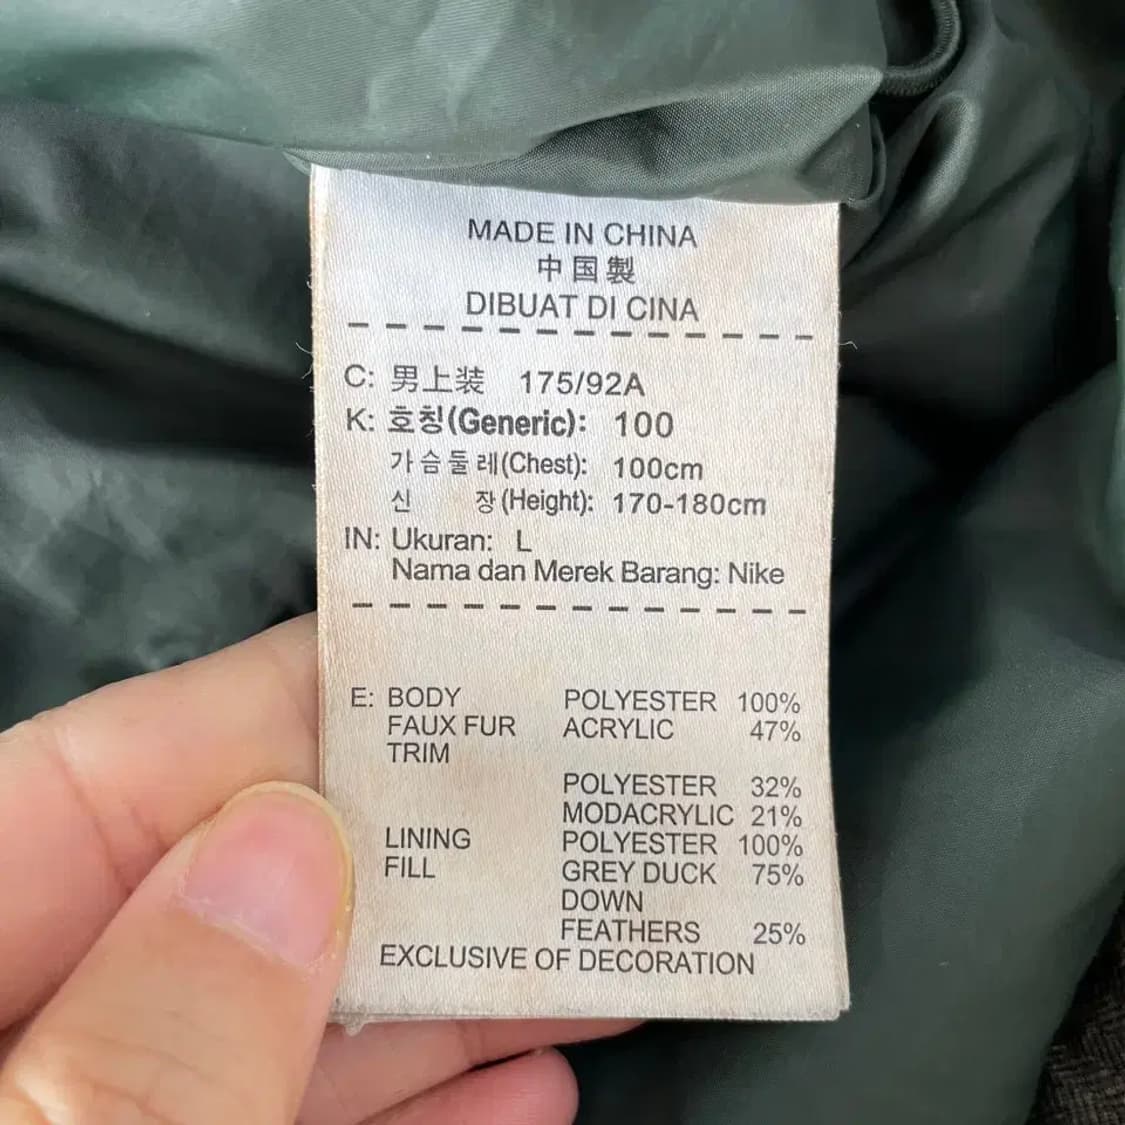 MADE IN CHINA
中国製
DIBUAT DI CINA
C: 男上装 175/92A
K: 호칭(Generic): 100
가슴둘레(Chest): 100cm
신 장(Height): 170-180cm
IN: Ukuran: L
Nama dan Merek Barang: Nike
E: BODY POLYESTER 100%
FAUX FUR ACRYLIC 47%
TRIM
POLYESTER 32%
MODACRYLIC 21%
LINING POLYESTER 100%
FILL GREY DUCK 75%
DOWN
FEATHERS 25%
EXCLUSIVE OF DECORATION